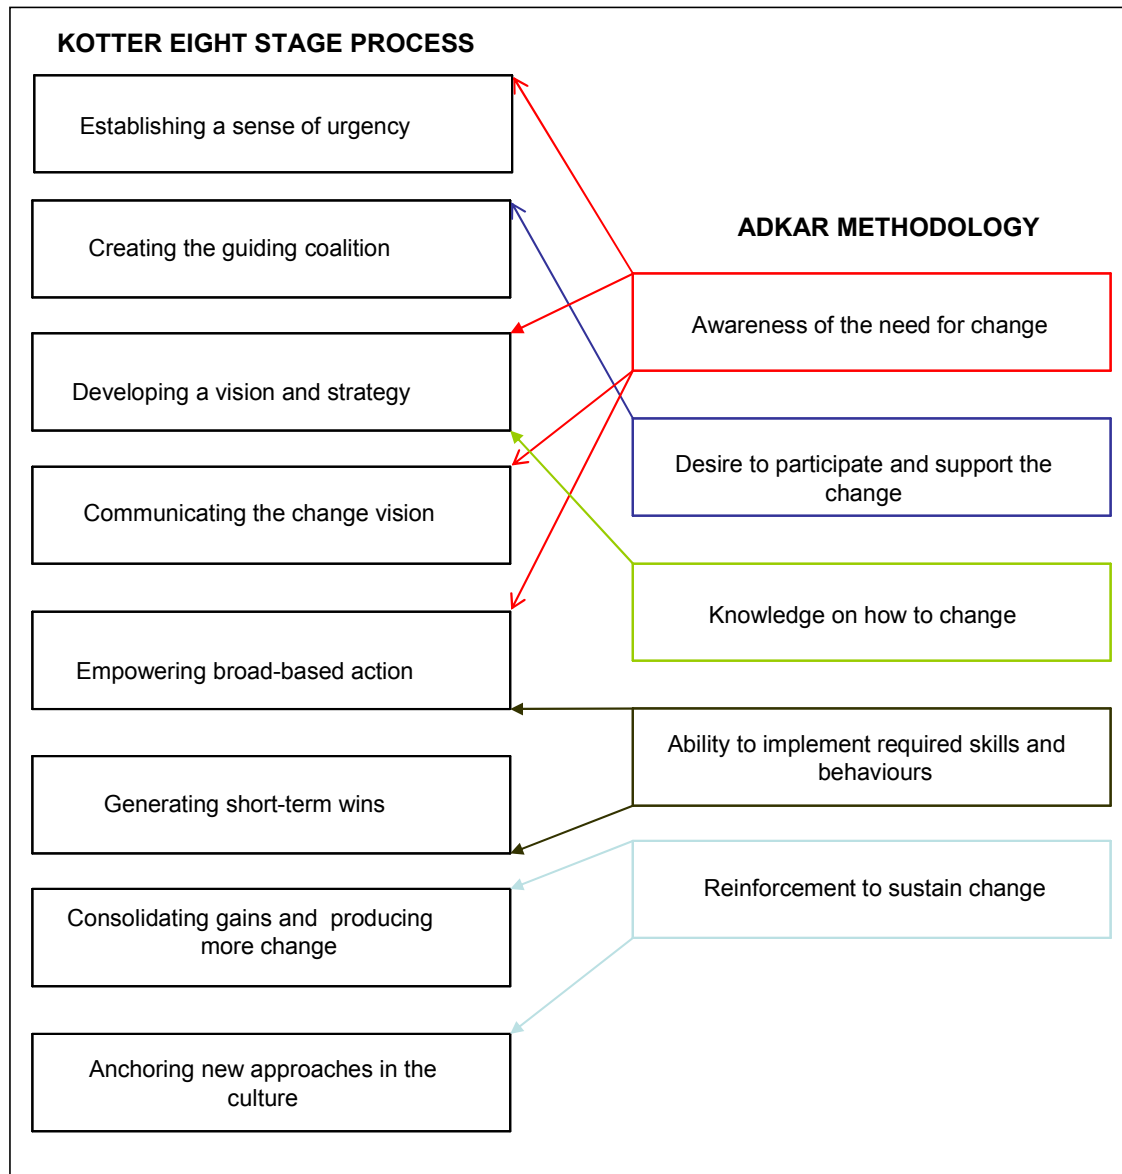 KOTTER EIGHT STAGE PROCESS
Establishing a sense of urgency
Creating the guiding coalition
Developing a vision and strategy
Communicating the change vision
Empowering broad-based action
Generating short-term wins
Consolidating gains and  producing
more change
Anchoring new approaches in the
culture
ADKAR METHODOLOGY
Awareness of the need for change
Desire to participate and support the
change
Knowledge on how to change
Ability to implement required skills and
behaviours
Reinforcement to sustain change